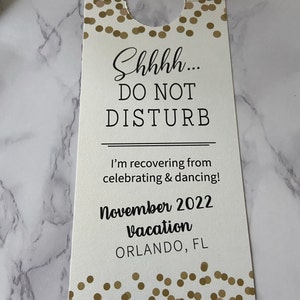 Shhhh...
DO NOT
DISTURB
I'm recovering from
celebrating & dancing!
November 2022
Vacation
ORLANDO, FL